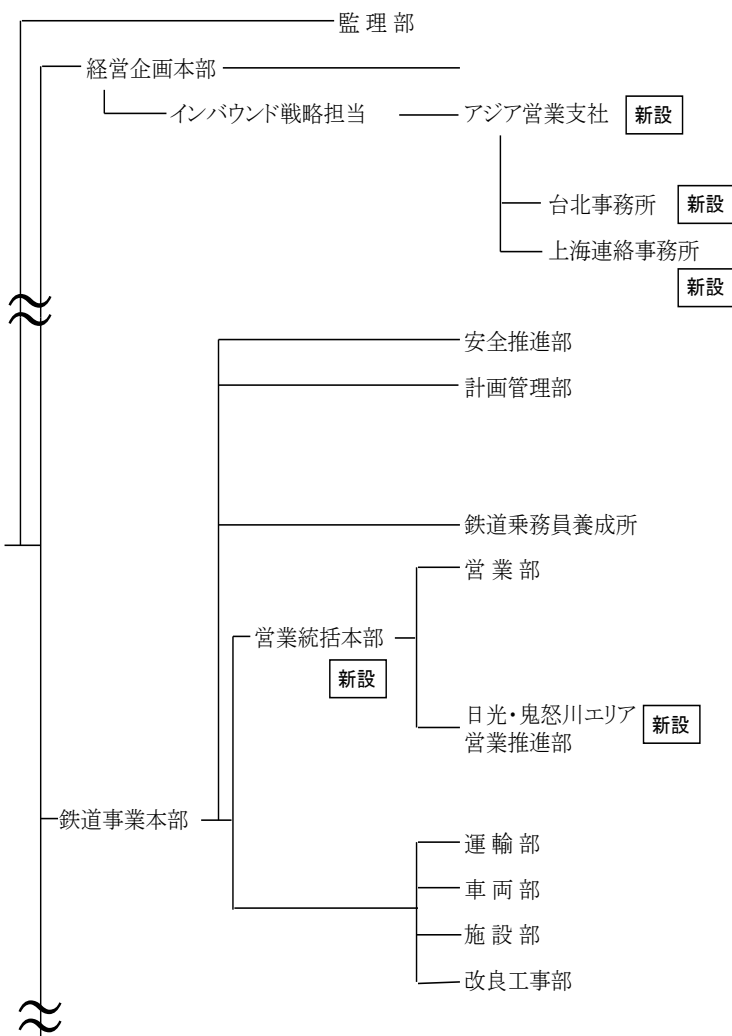 監 理 部
経営企画本部
インバウンド戦略担当
アジア営業支社
新設
台北事務所
新設
上海連絡事務所
新設
安全推進部
計画管理部
鉄道乗務員養成所
営 業 部
営業統括本部
新設
日光・鬼怒川エリア
営業推進部
新設
鉄道事業本部
運 輸 部
車 両 部
施 設 部
改良工事部